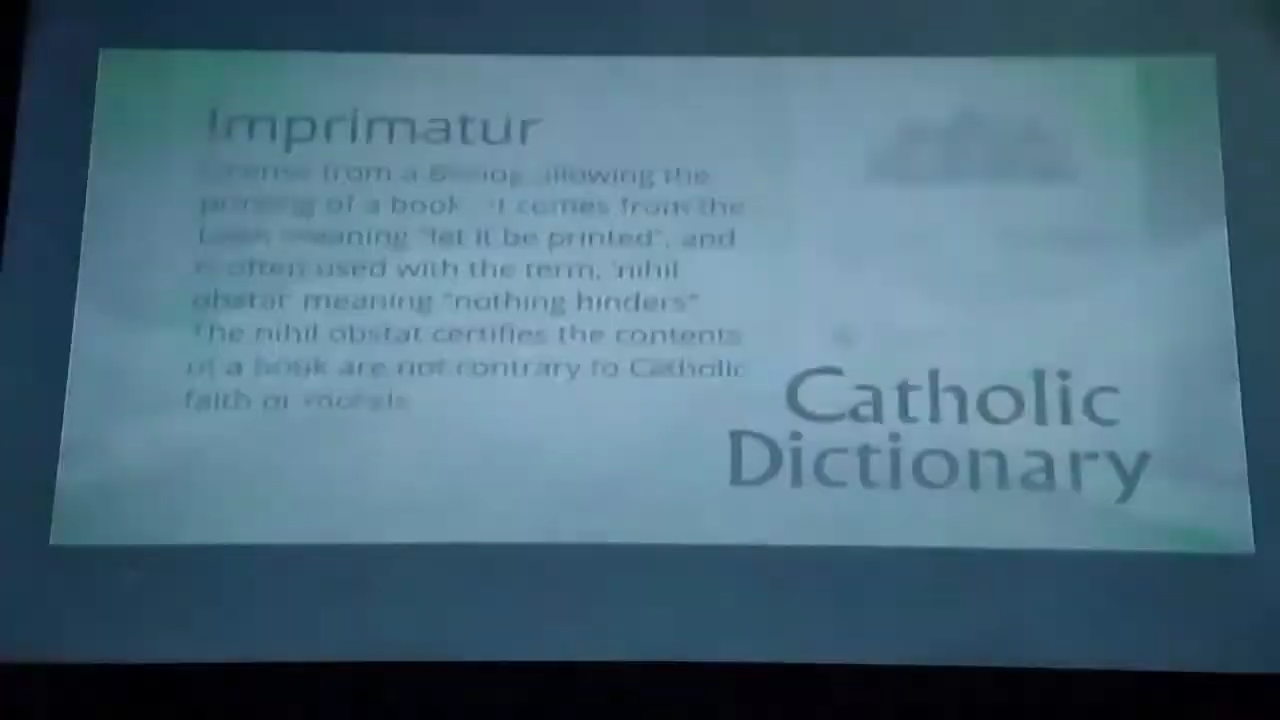 Imprimatur
License from a Bishop allowing the
printing of a book. It comes from the
Latin meaning "let it be printed", and
is often used with the term, 'nihil
obstat' meaning "nothing hinders"
The nihil obstat certifies the contents
of a book are not contrary to Catholic
faith or morals
Catholic
Dictionary